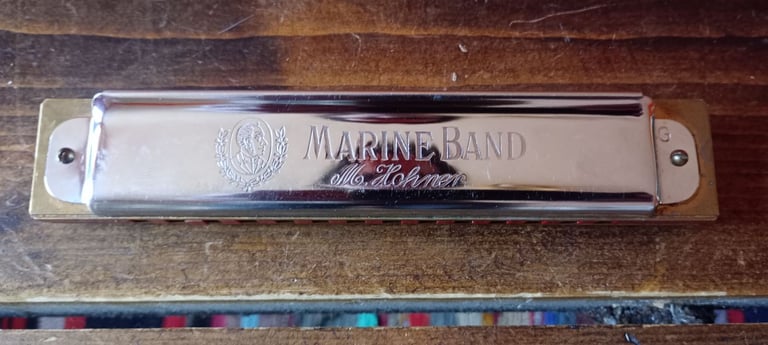 MARINE BAND
M. Hohner
G